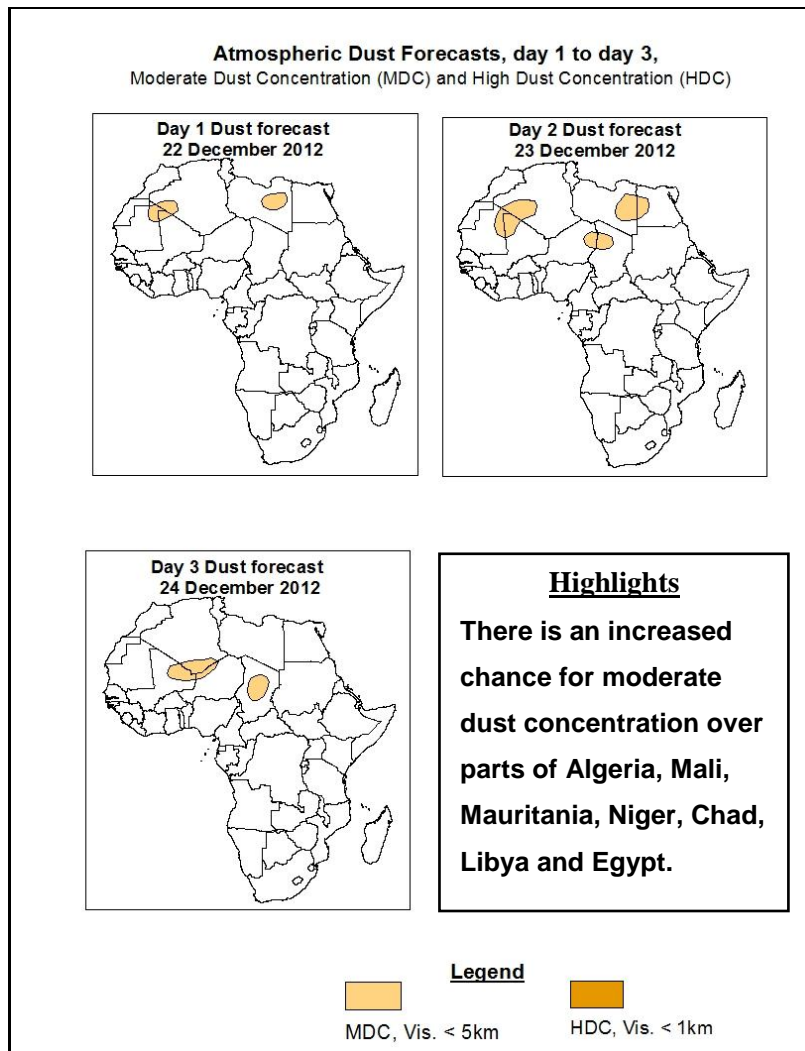 Atmospheric Dust Forecasts, day 1 to day 3,
Moderate Dust Concentration (MDC) and High Dust Concentration (HDC)
Day 1 Dust forecast
22 December 2012
Day 2 Dust forecast
23 December 2012
Day 3 Dust forecast
24 December 2012
Highlights
There is an increased
chance for moderate
dust concentration over
parts of Algeria, Mali,
Mauritania, Niger, Chad,
Libya and Egypt.
Legend
MDC, Vis. < 5km
HDC, Vis. < 1km